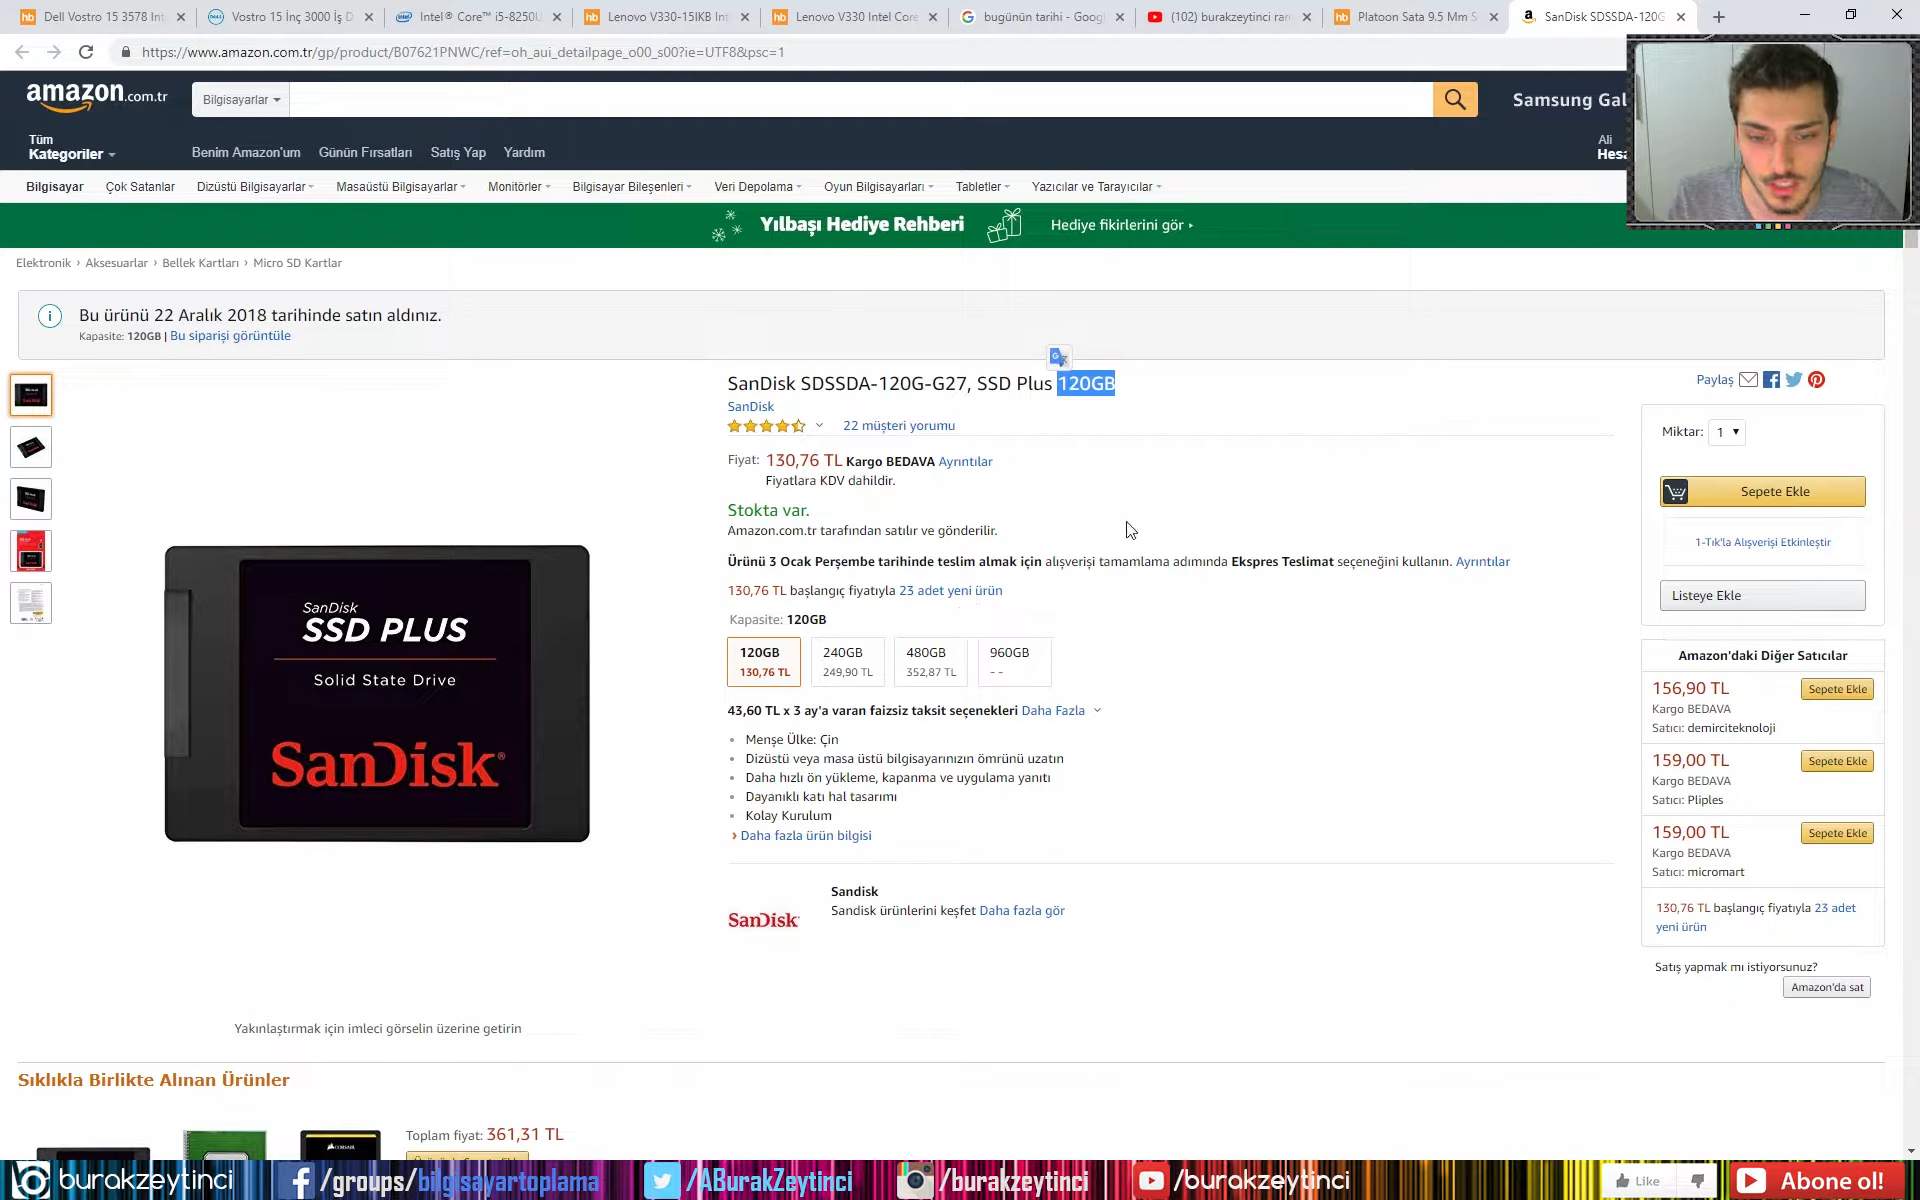 Dell Vostro 15 3578 Int
Vostro 15 İnç 3000 İş D
Intel® Core™ i5-8250U
Lenovo V330-15IKB Int
Lenovo V330 Intel Core
bugünün tarihi - Googl
(102) burakzeytinci ran
Platoon Sata 9.5 Mm S
SanDisk SDSSDA-120G
https://www.amazon.com.tr/gp/product/B07621PNWC/ref=oh_aui_detailpage_o00_s00?ie=UTF8&psc=1
amazon.com.tr
Bilgisayarlar
Samsung Gal
Tüm
Kategoriler
Benim Amazon'um Günün Fırsatları Satış Yap Yardım
Ali
Hesa
Bilgisayar Çok Satanlar Dizüstü Bilgisayarlar Masaüstü Bilgisayarlar Monitörler Bilgisayar Bileşenleri Veri Depolama Oyun Bilgisayarları Tabletler Yazıcılar ve Tarayıcılar
Yılbaşı Hediye Rehberi Hediye fikirlerini gör ▸
Elektronik › Aksesuarlar › Bellek Kartları › Micro SD Kartlar
Bu ürünü 22 Aralık 2018 tarihinde satın aldınız.
Kapasite: 120GB | Bu siparişi görüntüle
SanDisk SDSSDA-120G-G27, SSD Plus 120GB
SanDisk
22 müşteri yorumu
Fiyat: 130,76 TL Kargo BEDAVA Ayrıntılar
Fiyatlara KDV dahildir.
Stokta var.
Amazon.com.tr tarafından satılır ve gönderilir.
Ürünü 3 Ocak Perşembe tarihinde teslim almak için alışverişi tamamlama adımında Ekspres Teslimat seçeneğini kullanın. Ayrıntılar
130,76 TL başlangıç fiyatıyla 23 adet yeni ürün
Kapasite: 120GB
120GB 240GB 480GB 960GB
130,76 TL 249,90 TL 352,87 TL - -
43,60 TL x 3 ay'a varan faizsiz taksit seçenekleri Daha Fazla
Menşe Ülke: Çin
Dizüstü veya masa üstü bilgisayarınızın ömrünü uzatın
Daha hızlı ön yükleme, kapanma ve uygulama yanıtı
Dayanıklı katı hal tasarımı
Kolay Kurulum
› Daha fazla ürün bilgisi
SanDisk
Sandisk
Sandisk ürünlerini keşfet Daha fazla gör
SanDisk
SSD PLUS
Solid State Drive
SanDisk®
Yakınlaştırmak için imleci görselin üzerine getirin
Paylaş
Miktar: 1
Sepete Ekle
1-Tık'la Alışverişi Etkinleştir
Listeye Ekle
Amazon'daki Diğer Satıcılar
156,90 TL Sepete Ekle
Kargo BEDAVA
Satıcı: demirciteknoloji
159,00 TL Sepete Ekle
Kargo BEDAVA
Satıcı: Pliples
159,00 TL Sepete Ekle
Kargo BEDAVA
Satıcı: micromart
130,76 TL başlangıç fiyatıyla 23 adet
yeni ürün
Satış yapmak mı istiyorsunuz?
Amazon'da sat
Sıklıkla Birlikte Alınan Ürünler
Toplam fiyat: 361,31 TL
CORSAIR
burakzeytinci /groups/bilgisayartoplama /ABurakZeytinci /burakzeytinci /burakzeytinci Like Abone ol!